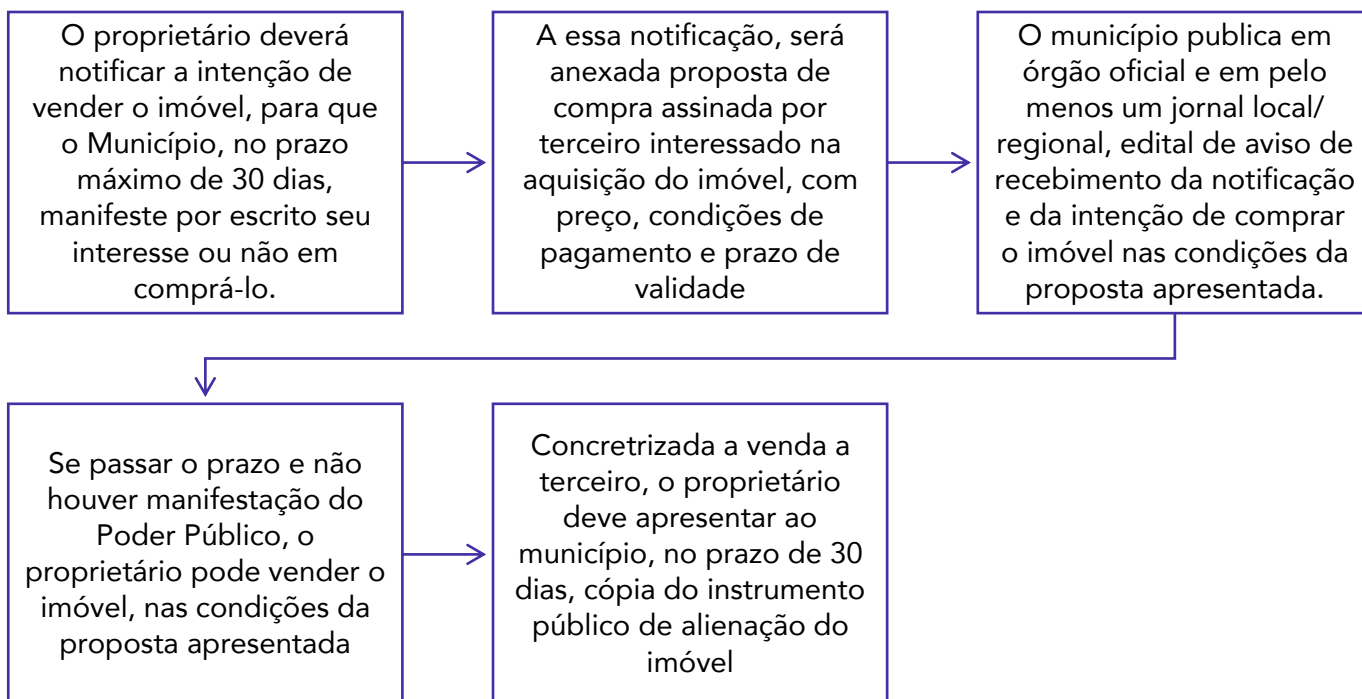 O proprietário deverá
notificar a intenção de
vender o imóvel, para que
o Município, no prazo
máximo de 30 dias,
manifeste por escrito seu
interesse ou não em
comprá-lo.
A essa notificação, será
anexada proposta de
compra assinada por
terceiro interessado na
aquisição do imóvel, com
preço, condições de
pagamento e prazo de
validade
O município publica em
órgão oficial e em pelo
menos um jornal local/
regional, edital de aviso de
recebimento da notificação
e da intenção de comprar
o imóvel nas condições da
proposta apresentada.
Se passar o prazo e não
houver manifestação do
Poder Público, o
proprietário pode vender o
imóvel, nas condições da
proposta apresentada
Concretrizada a venda a
terceiro, o proprietário
deve apresentar ao
município, no prazo de 30
dias, cópia do instrumento
público de alienação do
imóvel